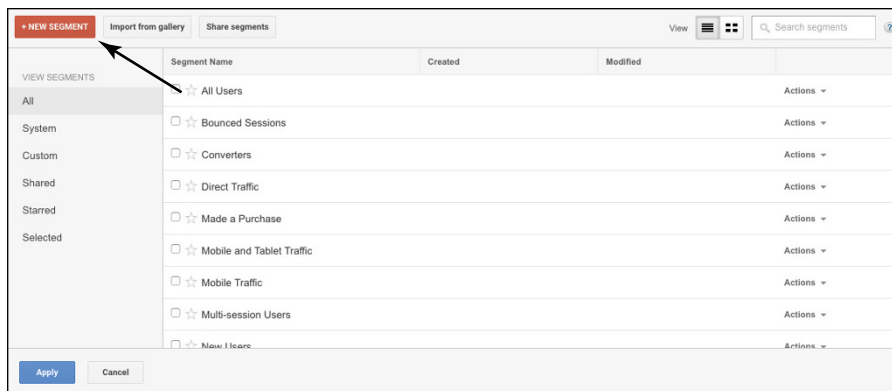 + NEW SEGMENT Import from gallery Share segments View Search segments ?
Segment Name Created Modified
VIEW SEGMENTS
All
System
Custom
Shared
Starred
Selected
All Users Actions
Bounced Sessions Actions
Converters Actions
Direct Traffic Actions
Made a Purchase Actions
Mobile and Tablet Traffic Actions
Mobile Traffic Actions
Multi-session Users Actions
New Users Actions
Apply Cancel